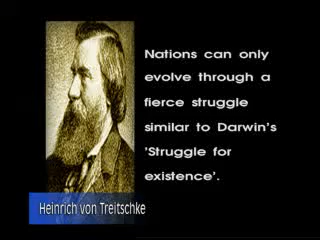 Nations can only
evolve through a
fierce struggle
similar to Darwin's
'Struggle for
existence'.
Heinrich von Treitschke